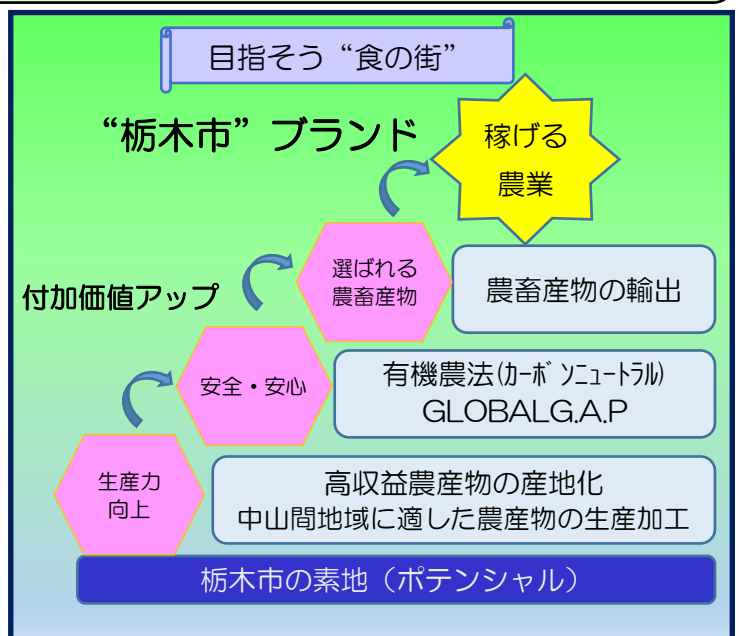 目指そう“食の街”
“栃木市”ブランド
稼げる
農業
選ばれる
農畜産物
農畜産物の輸出
付加価値アップ
安全・安心
有機農法(ｶｰﾎﾞﾝﾆｭｰﾄﾗﾙ)
GLOBALG.A.P
生産力
向上
高収益農産物の産地化
中山間地域に適した農産物の生産加工
栃木市の素地（ポテンシャル）